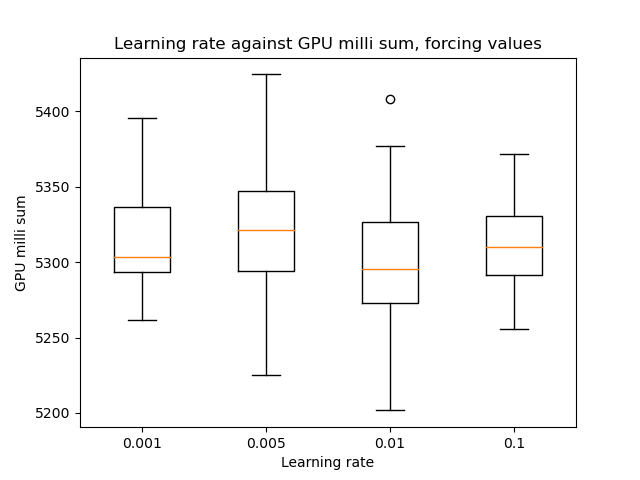 Learning rate against GPU milli sum, forcing values
5400
5350
5300
5250
5200
GPU milli sum
0.001 0.005 0.01 0.1
Learning rate